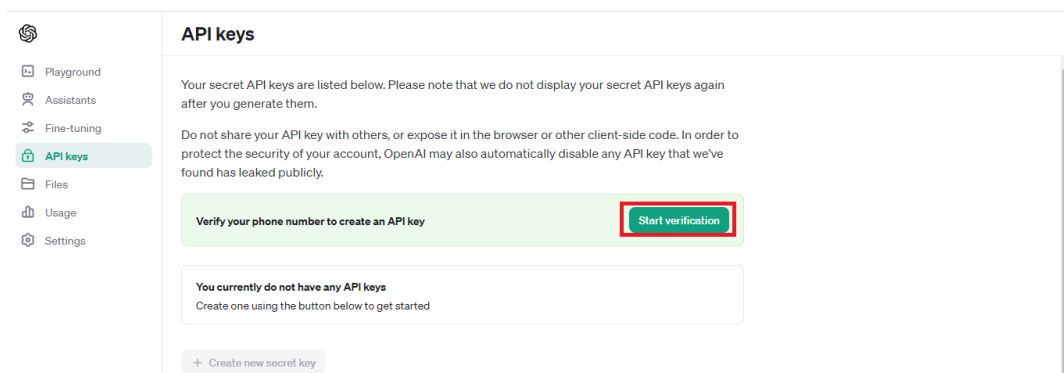 API keys
Playground
Assistants
Fine-tuning
API keys
Files
Usage
Settings
Your secret API keys are listed below. Please note that we do not display your secret API keys again
after you generate them.
Do not share your API key with others, or expose it in the browser or other client-side code. In order to
protect the security of your account, OpenAI may also automatically disable any API key that we've
found has leaked publicly.
Verify your phone number to create an API key
Start verification
You currently do not have any API keys
Create one using the button below to get started
+ Create new secret key